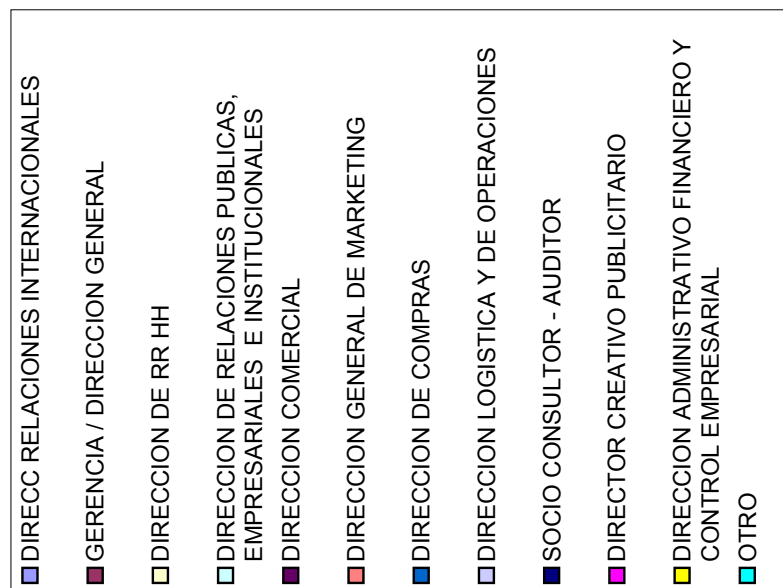 DIRECC RELACIONES INTERNACIONALES
GERENCIA / DIRECCION GENERAL
DIRECCION DE RR HH
DIRECCION DE RELACIONES PUBLICAS,
EMPRESARIALES E INSTITUCIONALES
DIRECCION COMERCIAL
DIRECCION GENERAL DE MARKETING
DIRECCION DE COMPRAS
DIRECCION LOGISTICA Y DE OPERACIONES
SOCIO CONSULTOR - AUDITOR
DIRECTOR CREATIVO PUBLICITARIO
DIRECCION ADMINISTRATIVO FINANCIERO Y
CONTROL EMPRESARIAL
OTRO